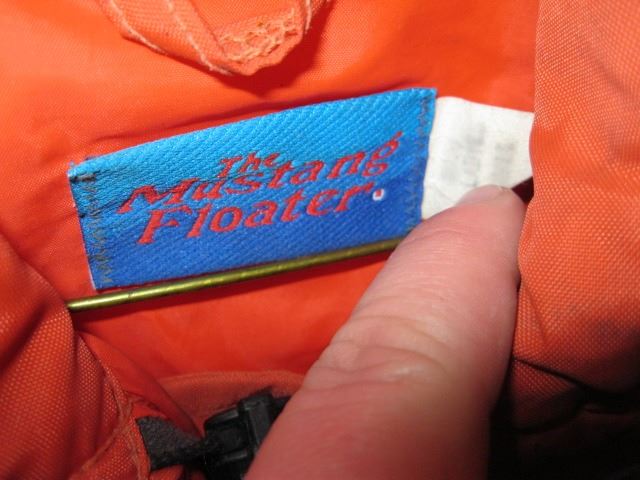 The
Mustang
Floater